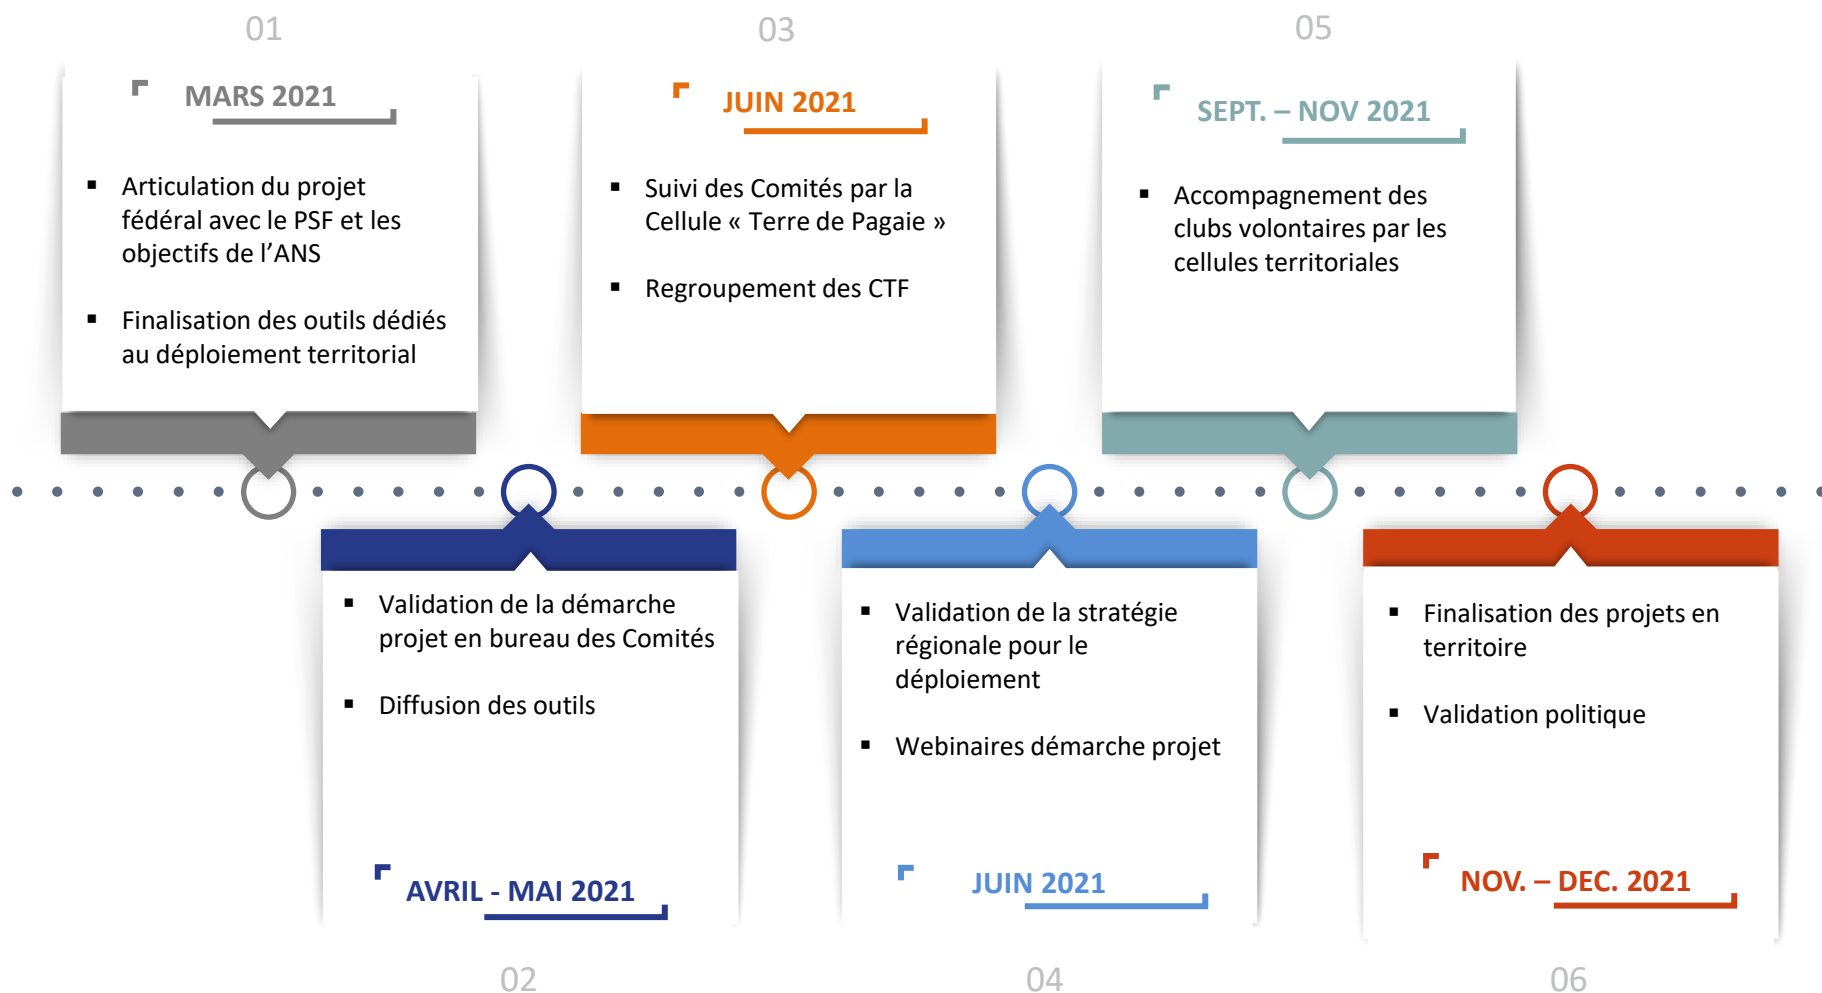 01
MARS 2021
▪ Articulation du projet
fédéral avec le PSF et les
objectifs de l’ANS
▪ Finalisation des outils dédiés
au déploiement territorial
02
▪ Validation de la démarche
projet en bureau des Comités
▪ Diffusion des outils
AVRIL - MAI 2021
03
JUIN 2021
▪ Suivi des Comités par la
Cellule « Terre de Pagaie »
▪ Regroupement des CTF
04
▪ Validation de la stratégie
régionale pour le
déploiement
▪ Webinaires démarche projet
JUIN 2021
05
SEPT. – NOV 2021
▪ Accompagnement des
clubs volontaires par les
cellules territoriales
06
▪ Finalisation des projets en
territoire
▪ Validation politique
NOV. – DEC. 2021